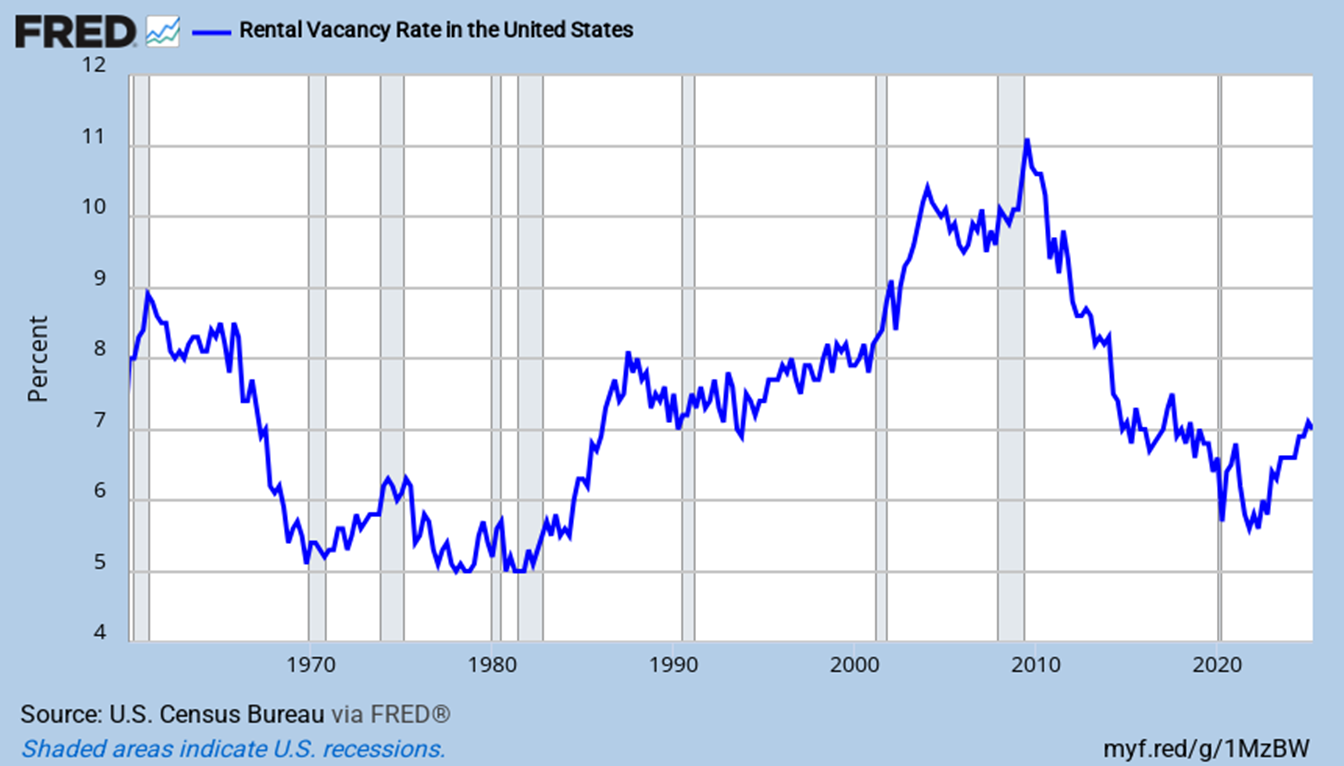 FRED
Rental Vacancy Rate in the United States
12
11
10
9
8
7
6
5
4
Percent
1970 1980 1990 2000 2010 2020
Source: U.S. Census Bureau via FRED®
Shaded areas indicate U.S. recessions.
myf.red/g/1MzBW